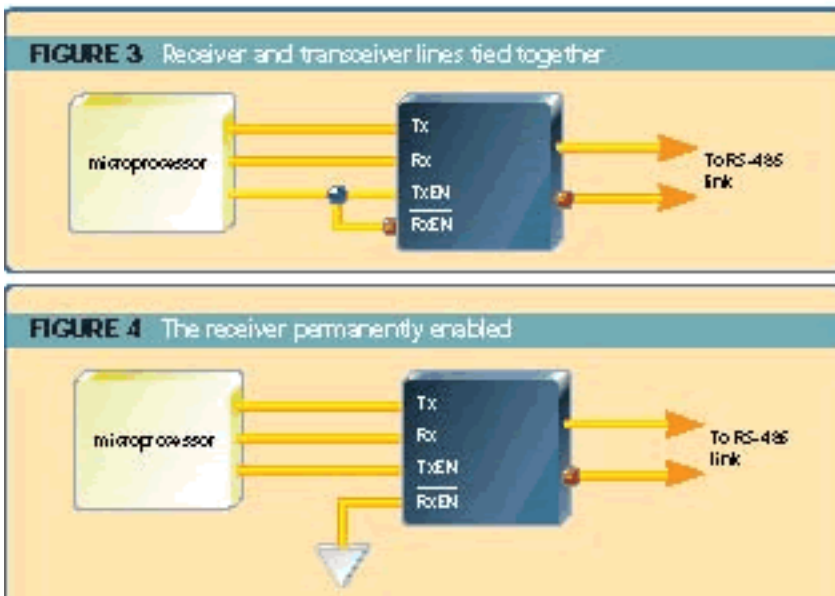 FIGURE 3 Receiver and transceiver lines tied together
microprocessor
Tx
Rx
TxEN
RxEN
To RS-485
link
FIGURE 4 The receiver permanently enabled
microprocessor
Tx
Rx
TxEN
RxEN
To RS-485
link